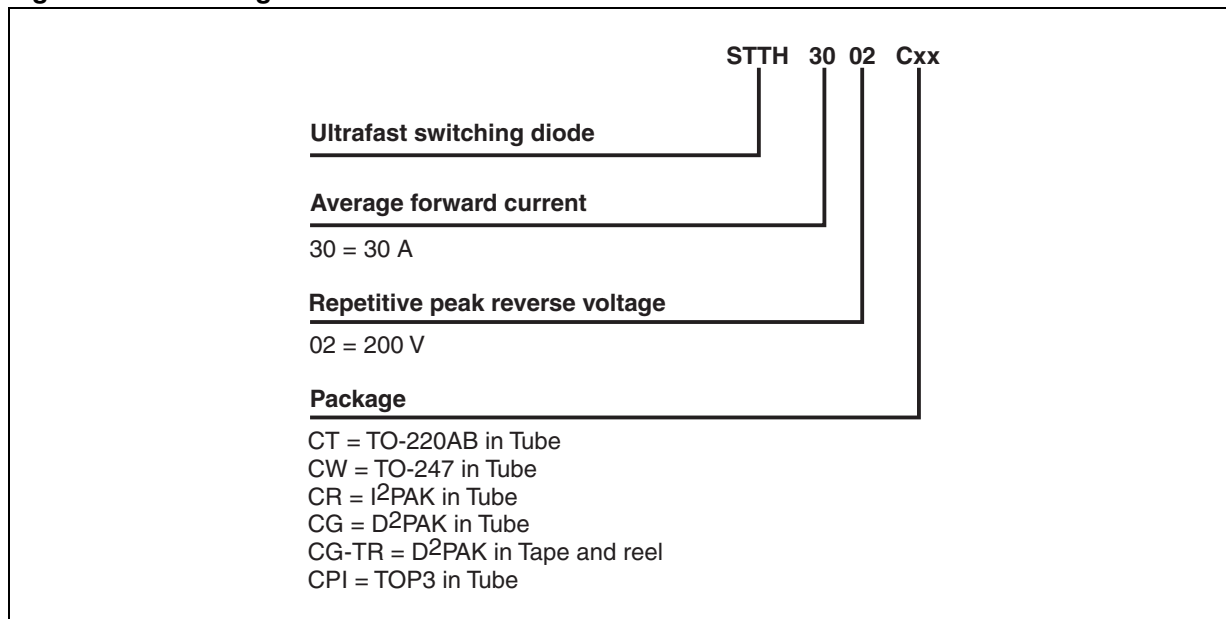 STTH 30 02 Cxx
Ultrafast switching diode
Average forward current
30 = 30 A
Repetitive peak reverse voltage
02 = 200 V
Package
CT = TO-220AB in Tube
CW = TO-247 in Tube
CR = I2PAK in Tube
CG = D2PAK in Tube
CG-TR = D2PAK in Tape and reel
CPI = TOP3 in Tube